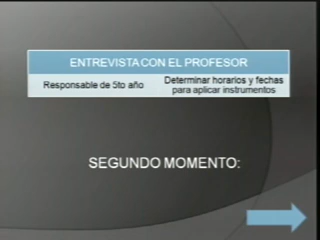 ENTREVISTA CON EL PROFESOR
Responsable de 5to año
Determinar horarios y fechas
para aplicar instrumentos
SEGUNDO MOMENTO: